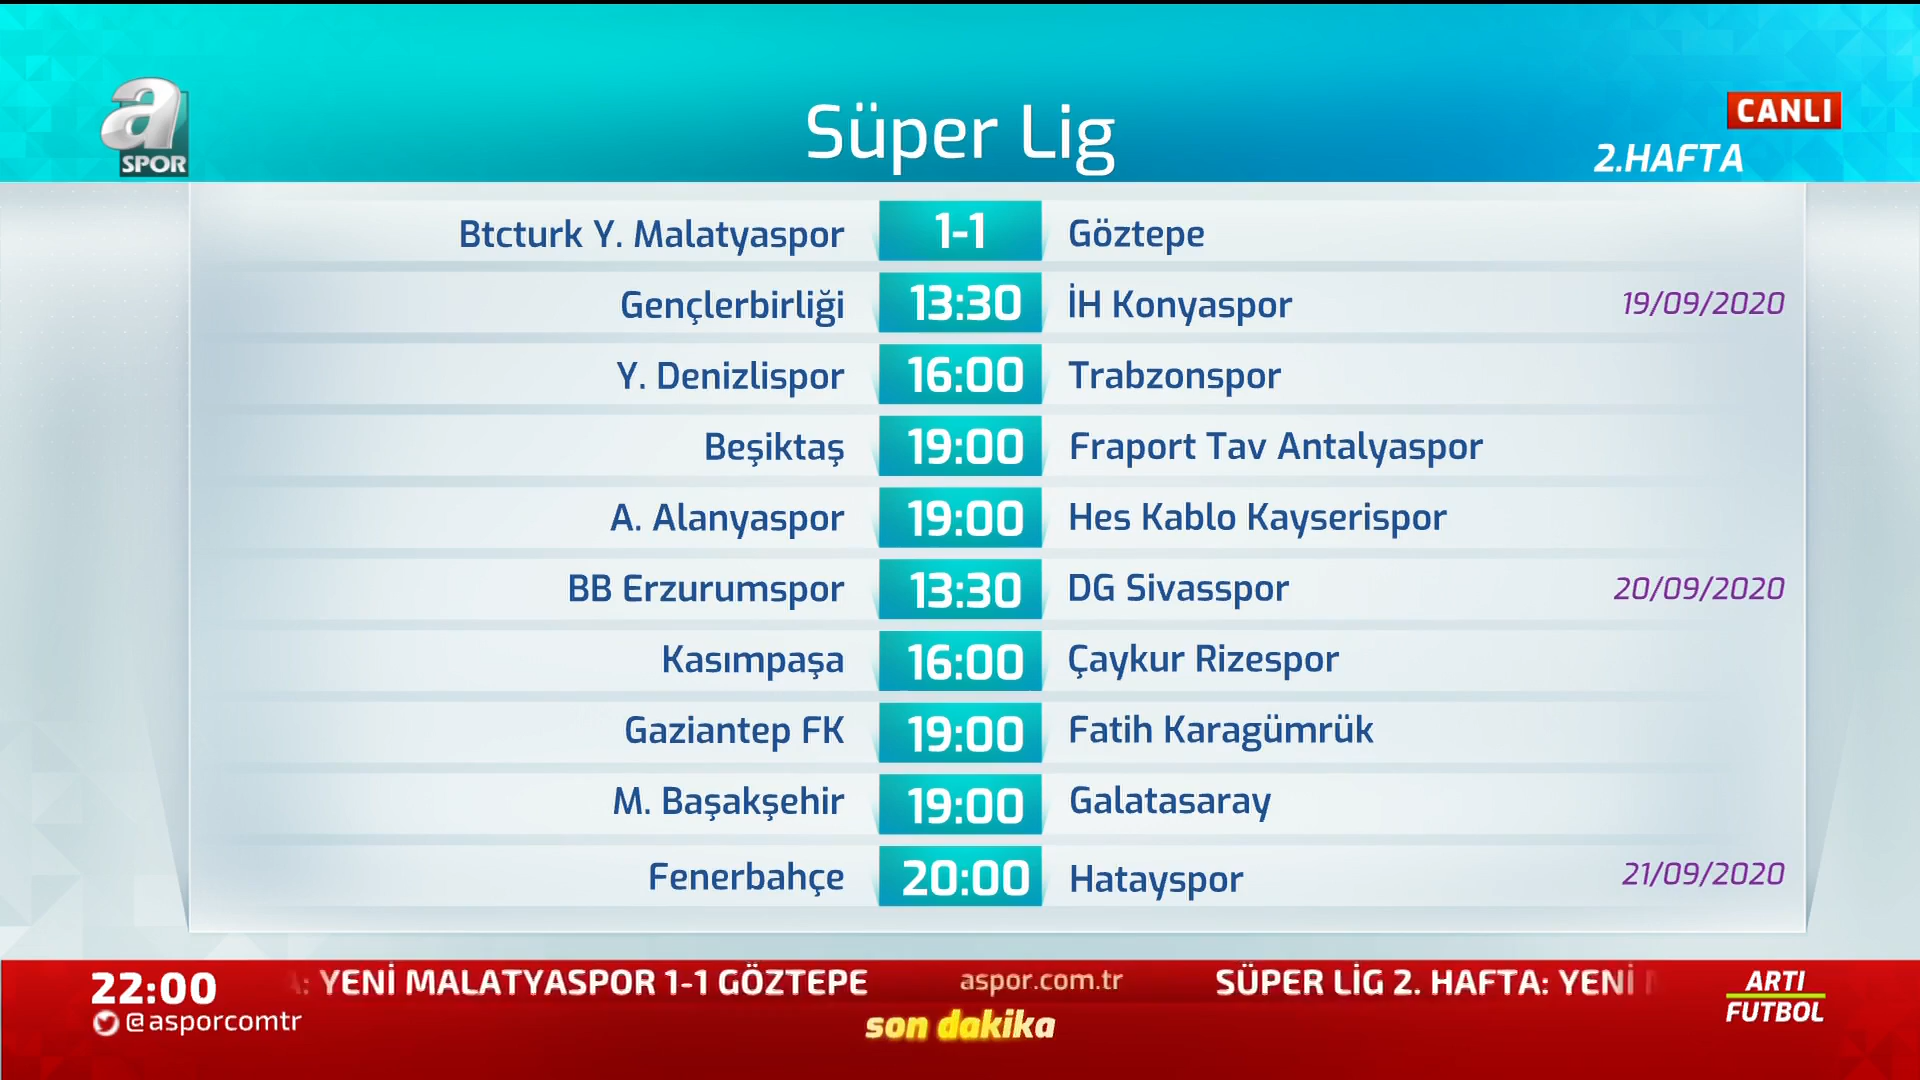 a
SPOR
Süper Lig
CANLI
2.HAFTA
Btcturk Y. Malatyaspor 1-1 Göztepe
Gençlerbirliği 13:30 İH Konyaspor 19/09/2020
Y. Denizlispor 16:00 Trabzonspor
Beşiktaş 19:00 Fraport Tav Antalyaspor
A. Alanyaspor 19:00 Hes Kablo Kayserispor
BB Erzurumspor 13:30 DG Sivasspor 20/09/2020
Kasımpaşa 16:00 Çaykur Rizespor
Gaziantep FK 19:00 Fatih Karagümrük
M. Başakşehir 19:00 Galatasaray
Fenerbahçe 20:00 Hatayspor 21/09/2020
22:00 A: YENİ MALATYASPOR 1-1 GÖZTEPE aspor.com.tr SÜPER LİG 2. HAFTA: YENİ
@asporcomtr
son dakika
ARTI
FUTBOL